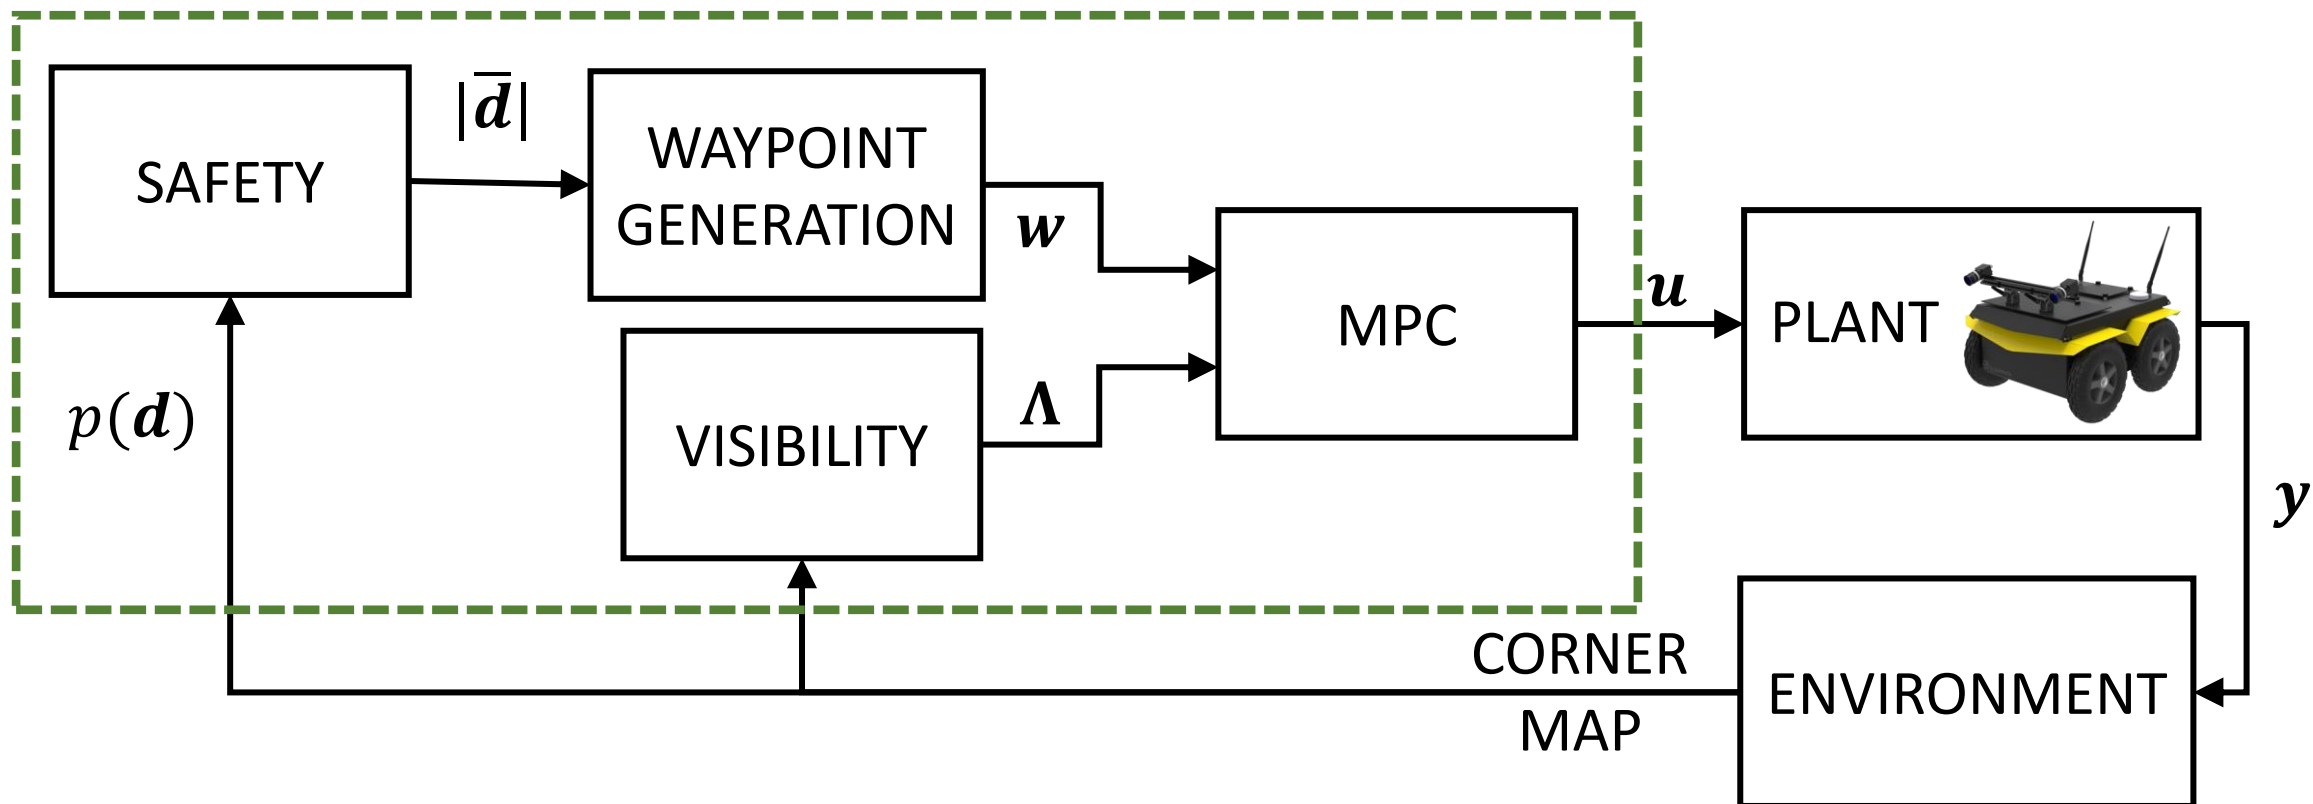 SAFETY
|d̅|
WAYPOINT
GENERATION
w
MPC
u
PLANT
p(d)
VISIBILITY
Λ
y
CORNER
MAP
ENVIRONMENT